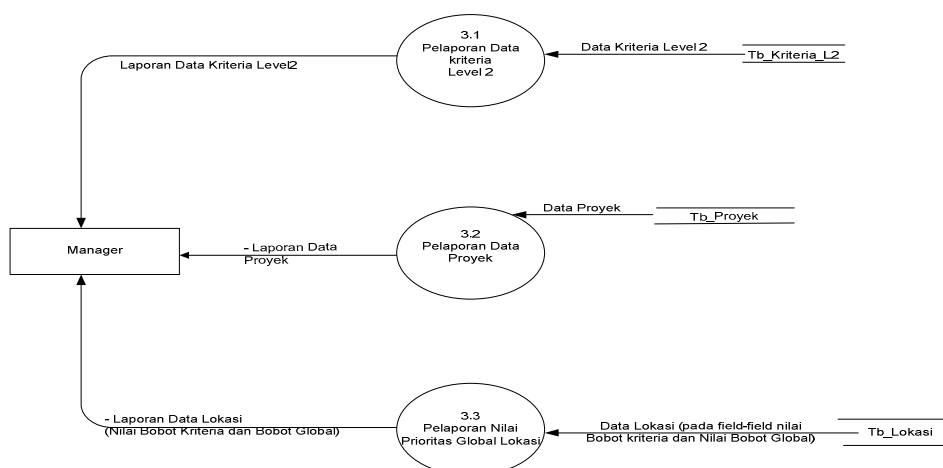 3.1
Pelaporan Data
kriteria
Level 2
Data Kriteria Level 2
Tb_Kriteria_L2
Laporan Data Kriteria Level2
Data Proyek
Tb_Proyek
3.2
Pelaporan Data
Proyek
Manager
- Laporan Data
Proyek
3.3
Pelaporan Nilai
Prioritas Global Lokasi
- Laporan Data Lokasi
(Nilai Bobot Kriteria dan Bobot Global)
Data Lokasi (pada field-field nilai
Bobot kriteria dan Nilai Bobot Global)
Tb_Lokasi